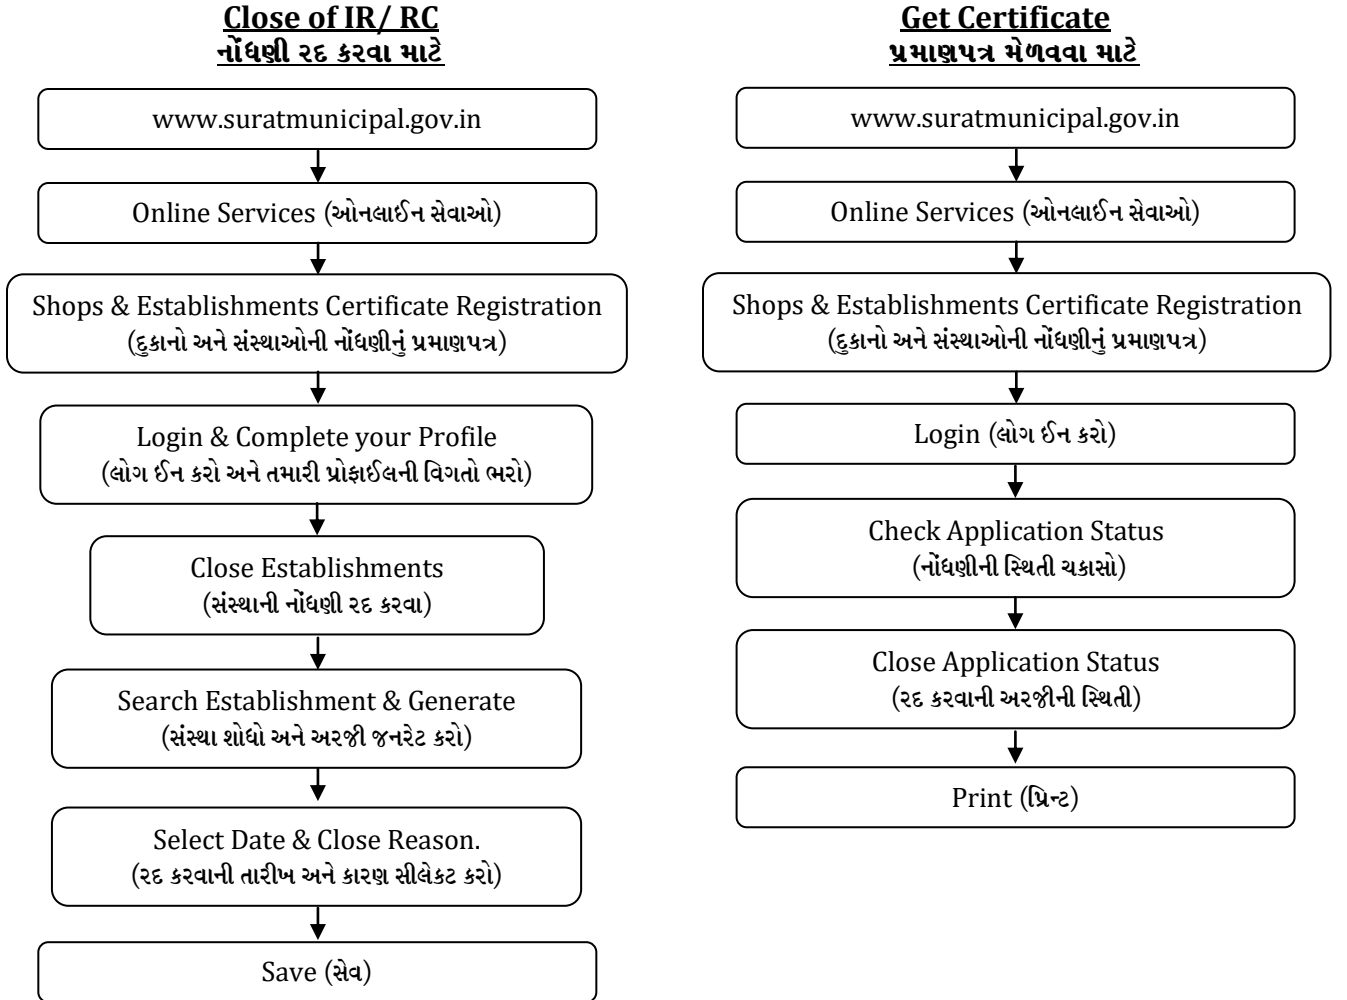 Close of IR/ RC
નોંધણી રદ કરવા માટે
www.suratmunicipal.gov.in
Online Services (ઓનલાઈન સેવાઓ)
Shops & Establishments Certificate Registration
(દુકાનો અને સંસ્થાઓની નોંધણીનું પ્રમાણપત્ર)
Login & Complete your Profile
(લોગ ઈન કરો અને તમારી પ્રોફાઈલની વિગતો ભરો)
Close Establishments
(સંસ્થાની નોંધણી રદ કરવા)
Search Establishment & Generate
(સંસ્થા શોધો અને અરજી જનરેટ કરો)
Select Date & Close Reason.
(રદ કરવાની તારીખ અને કારણ સીલેકટ કરો)
Save (સેવ)
Get Certificate
પ્રમાણપત્ર મેળવવા માટે
www.suratmunicipal.gov.in
Online Services (ઓનલાઈન સેવાઓ)
Shops & Establishments Certificate Registration
(દુકાનો અને સંસ્થાઓની નોંધણીનું પ્રમાણપત્ર)
Login (લોગ ઈન કરો)
Check Application Status
(નોંધણીની સ્થિતી ચકાસો)
Close Application Status
(રદ કરવાની અરજીની સ્થિતી)
Print (પ્રિન્ટ)